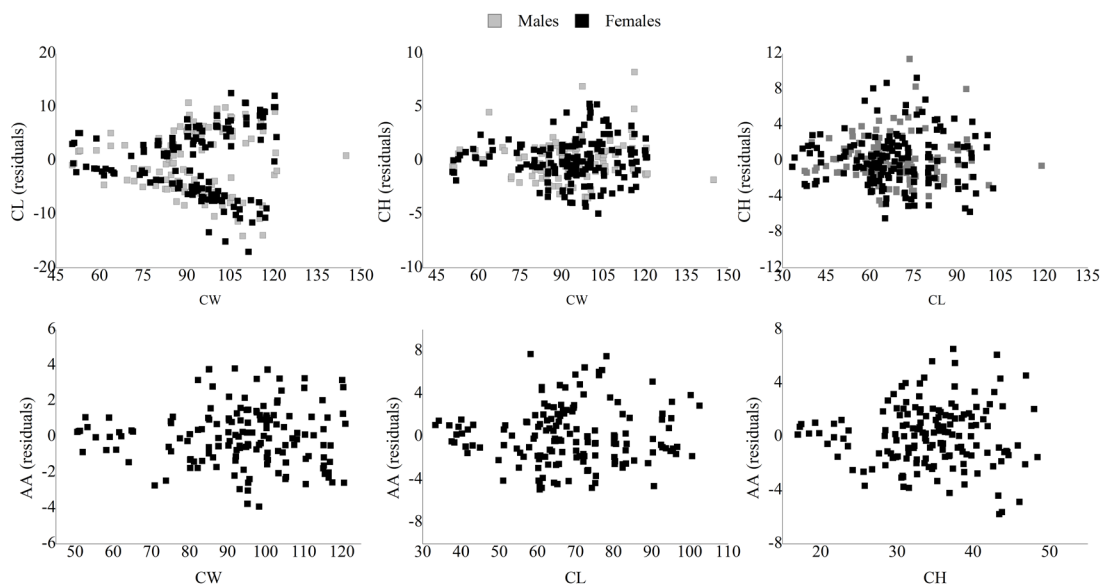 Males Females
20
10
0
-10
-20
CL (residuals)
45 60 75 90 105 120 135 150
CW
10
5
0
-5
-10
CH (residuals)
45 60 75 90 105 120 135 150
CW
12
8
4
0
-4
-8
-12
CH (residuals)
30 45 60 75 90 105 120 135
CL
6
4
2
0
-2
-4
-6
AA (residuals)
50 60 70 80 90 100 110 120
CW
8
4
0
-4
-8
AA (residuals)
30 40 50 60 70 80 90 100 110
CL
8
4
0
-4
-8
AA (residuals)
20 30 40 50
CH